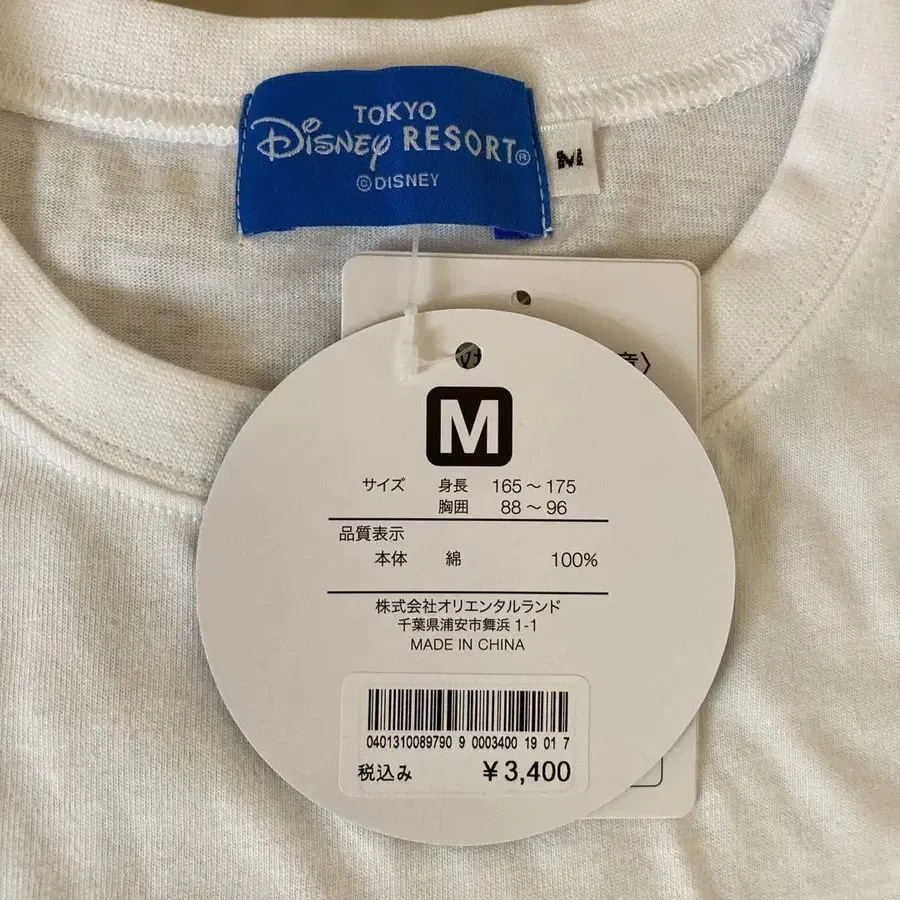 TOKYO
Disney RESORT®
©DISNEY
M
M
サイズ 身長 165～175
胸囲 88～96
品質表示
本体 綿 100%
株式会社オリエンタルランド
千葉県浦安市舞浜 1-1
MADE IN CHINA
0401310089790 9 0003400 19 01 7
税込み ￥3,400